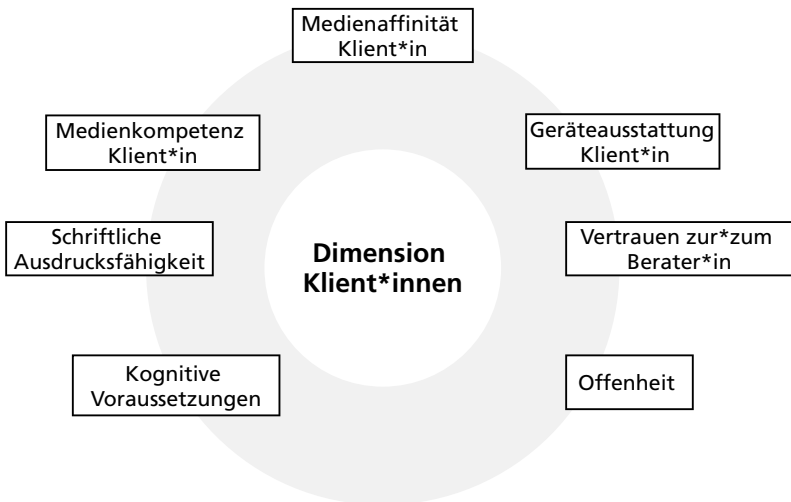 Medienaffinität
Klient*in
Medienkompetenz
Klient*in
Geräteausstattung
Klient*in
Schriftliche
Ausdrucksfähigkeit
Dimension
Klient*innen
Vertrauen zur*zum
Berater*in
Kognitive
Voraussetzungen
Offenheit